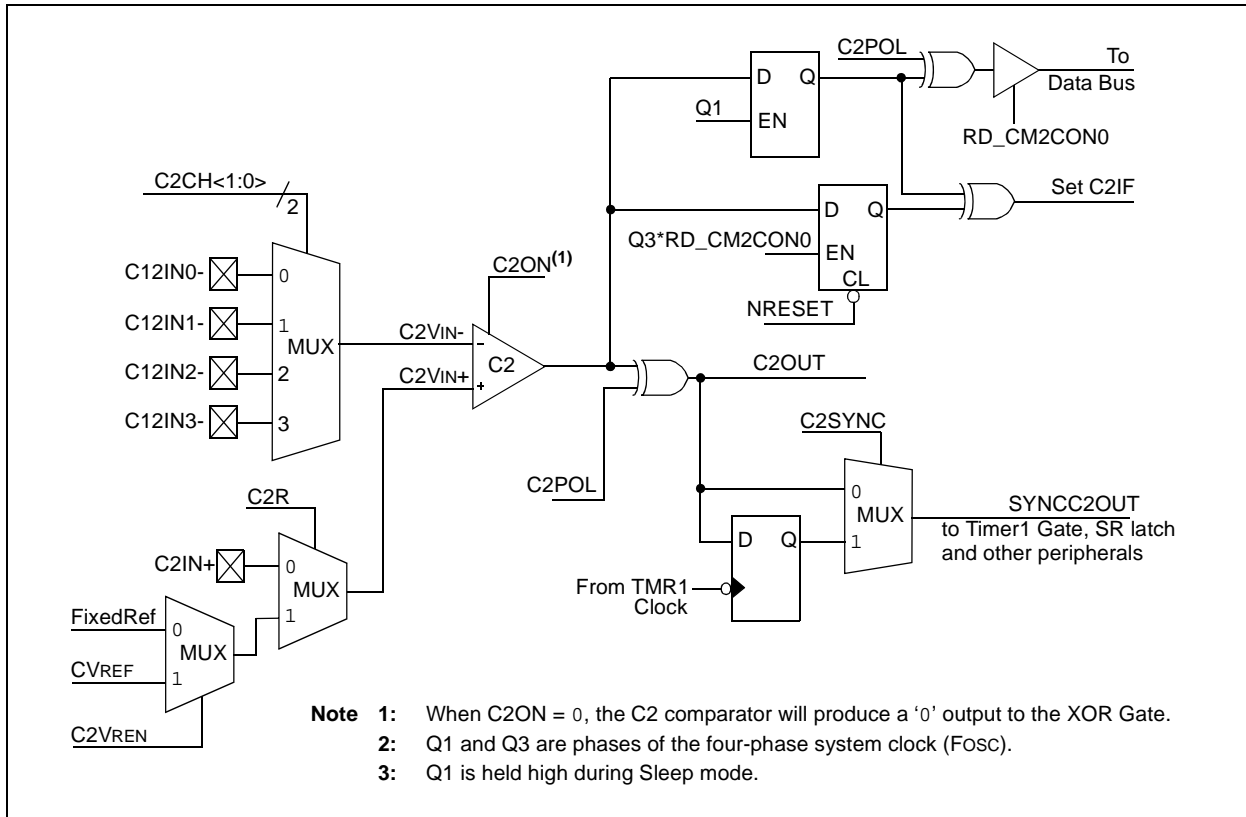 C2POL
To
Data Bus
D Q
Q1
EN
RD_CM2CON0
C2CH<1:0>
2
Set C2IF
D Q
Q3*RD_CM2CON0
EN
CL
NRESET
C2ON(1)
C12IN0-
0
C12IN1-
1
MUX
C2VIN-
-
C2
C12IN2-
2
C2VIN+
+
C2OUT
C12IN3-
3
C2SYNC
C2POL
0
MUX
SYNCC2OUT
to Timer1 Gate, SR latch
and other peripherals
C2R
D Q
1
C2IN+
0
MUX
1
From TMR1
Clock
FixedRef
0
MUX
CVREF
1
C2VREN
Note 1: When C2ON = 0, the C2 comparator will produce a ‘0’ output to the XOR Gate.
2: Q1 and Q3 are phases of the four-phase system clock (FOSC).
3: Q1 is held high during Sleep mode.